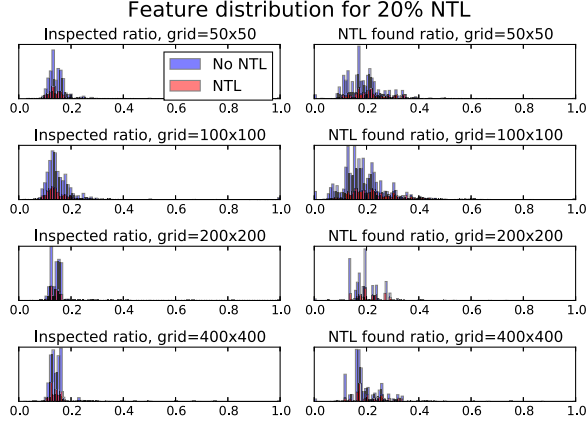 Feature distribution for 20% NTL
Inspected ratio, grid=50x50
NTL found ratio, grid=50x50
No NTL
NTL
0.0 0.2 0.4 0.6 0.8 1.0
0.0 0.2 0.4 0.6 0.8 1.0
Inspected ratio, grid=100x100
NTL found ratio, grid=100x100
0.0 0.2 0.4 0.6 0.8 1.0
0.0 0.2 0.4 0.6 0.8 1.0
Inspected ratio, grid=200x200
NTL found ratio, grid=200x200
0.0 0.2 0.4 0.6 0.8 1.0
0.0 0.2 0.4 0.6 0.8 1.0
Inspected ratio, grid=400x400
NTL found ratio, grid=400x400
0.0 0.2 0.4 0.6 0.8 1.0
0.0 0.2 0.4 0.6 0.8 1.0